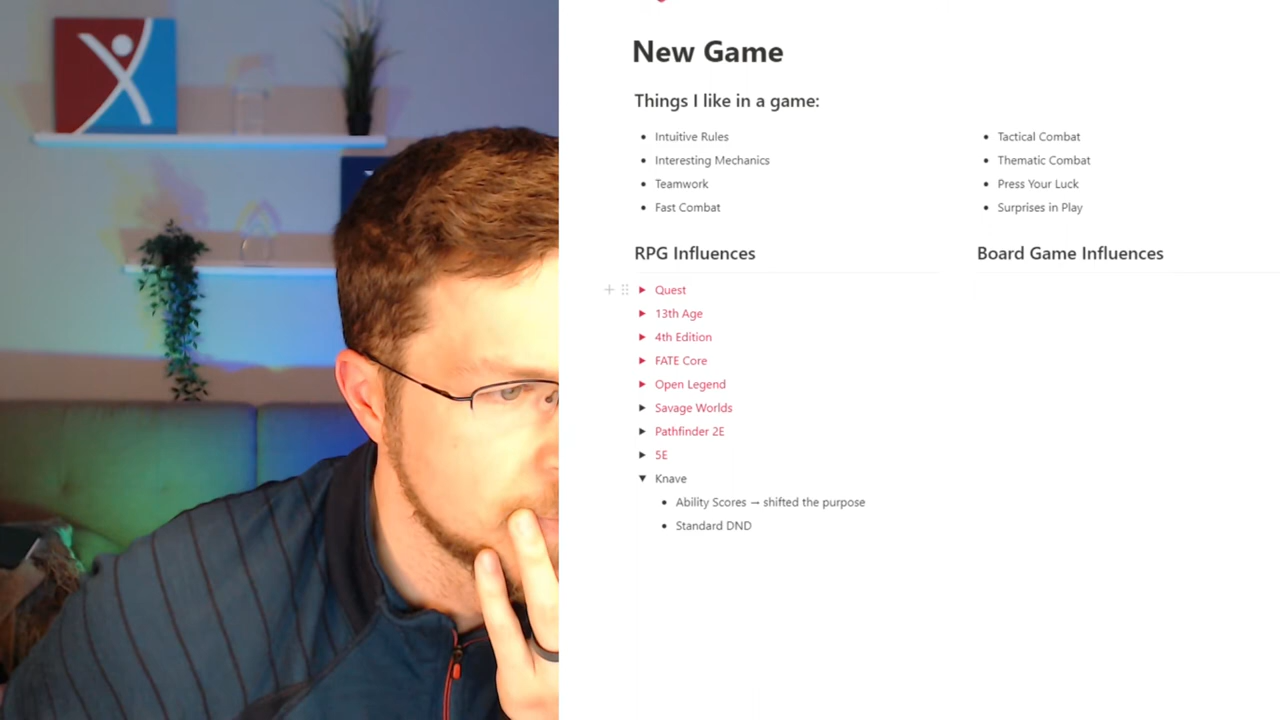 New Game
Things I like in a game:
Intuitive Rules
Interesting Mechanics
Teamwork
Fast Combat
Tactical Combat
Thematic Combat
Press Your Luck
Surprises in Play
RPG Influences
Quest
13th Age
4th Edition
FATE Core
Open Legend
Savage Worlds
Pathfinder 2E
5E
Knave
Ability Scores → shifted the purpose
Standard DND
Board Game Influences